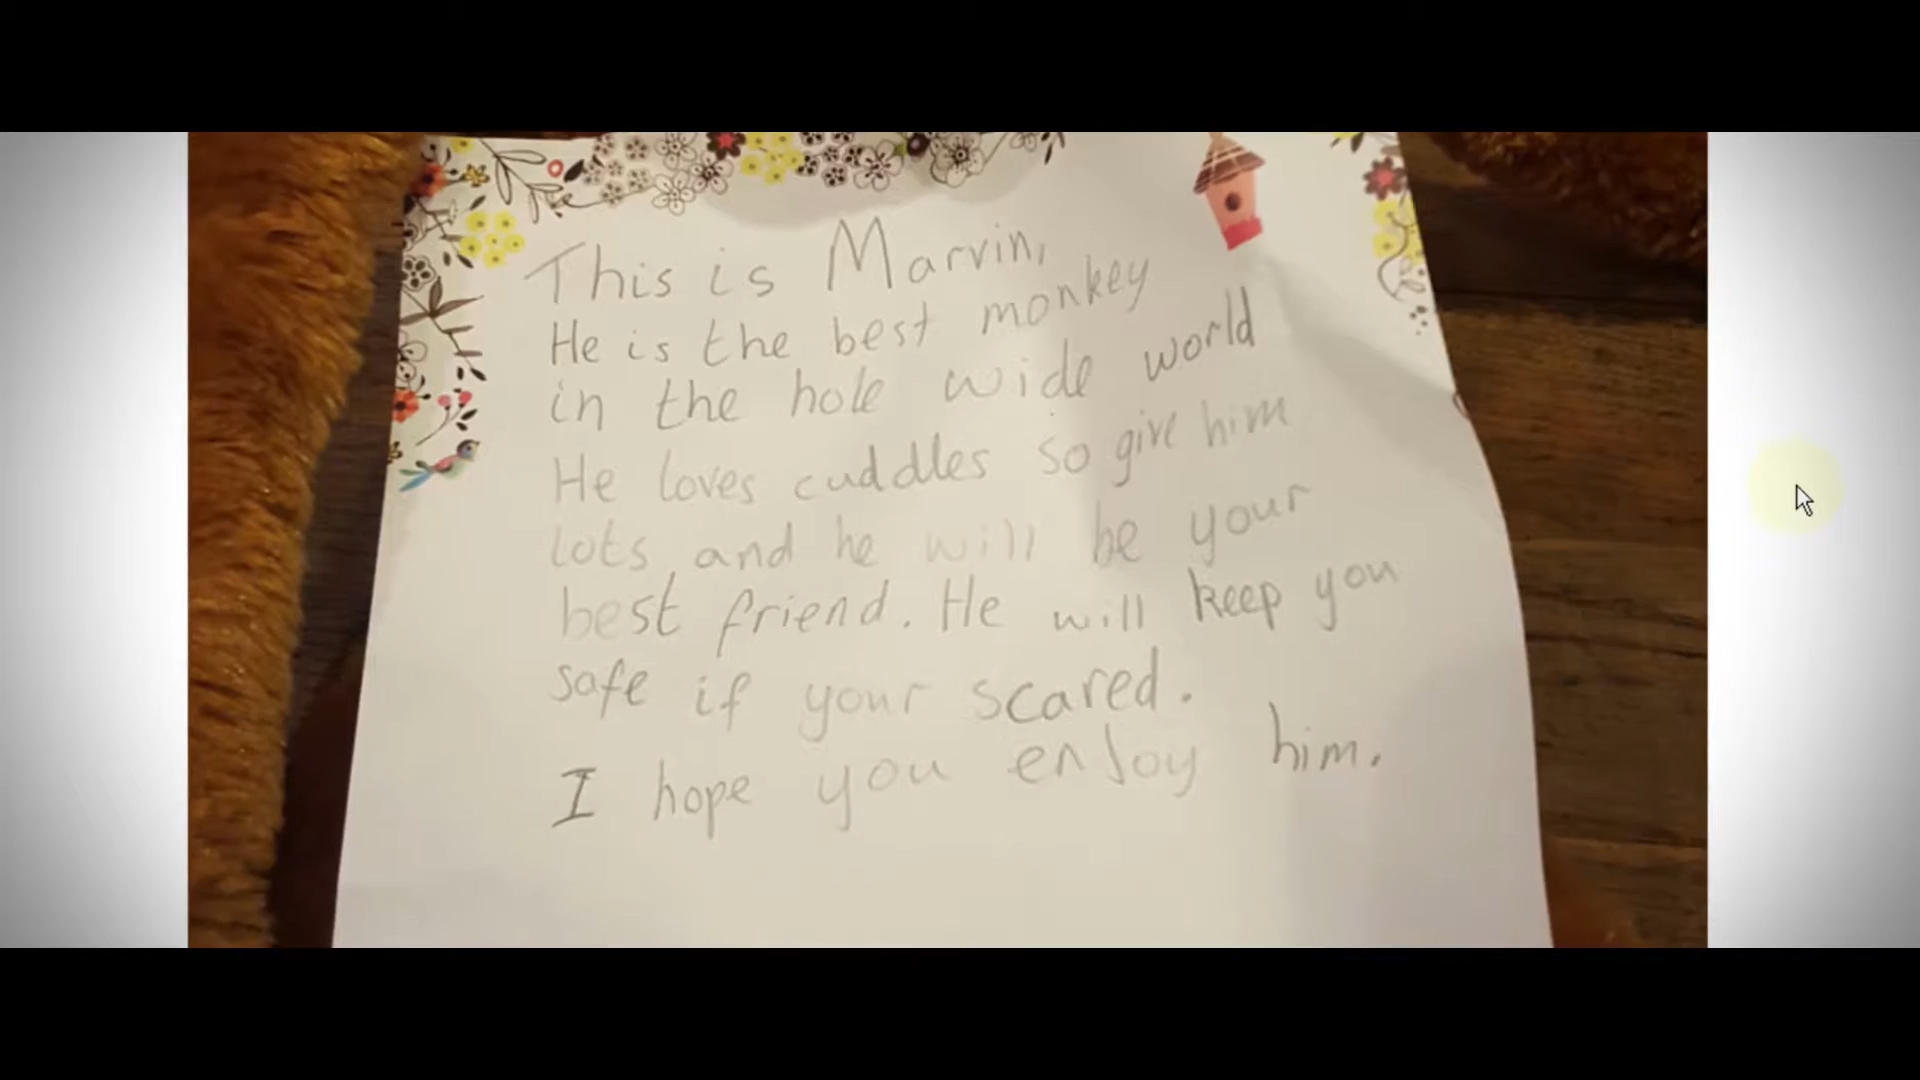 This is Marvin,
He is the best monkey
in the hole wide world
He loves cuddles so give him
lots and he will be your
best friend. He will keep you
safe if your scared.
I hope you enjoy him.